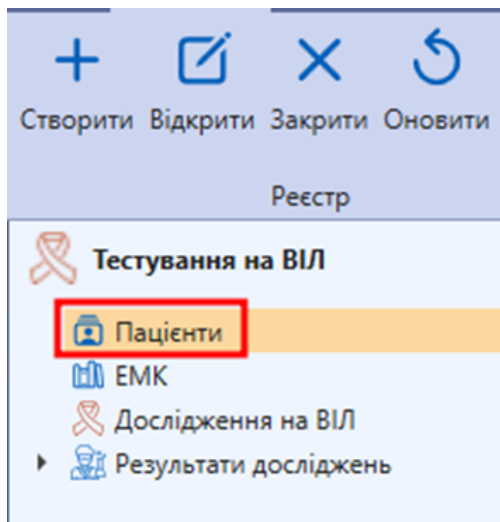 Створити Відкрити Закрити Оновити
Реєстр
Тестування на ВІЛ
Пацієнти
ЕМК
Дослідження на ВІЛ
Результати досліджень